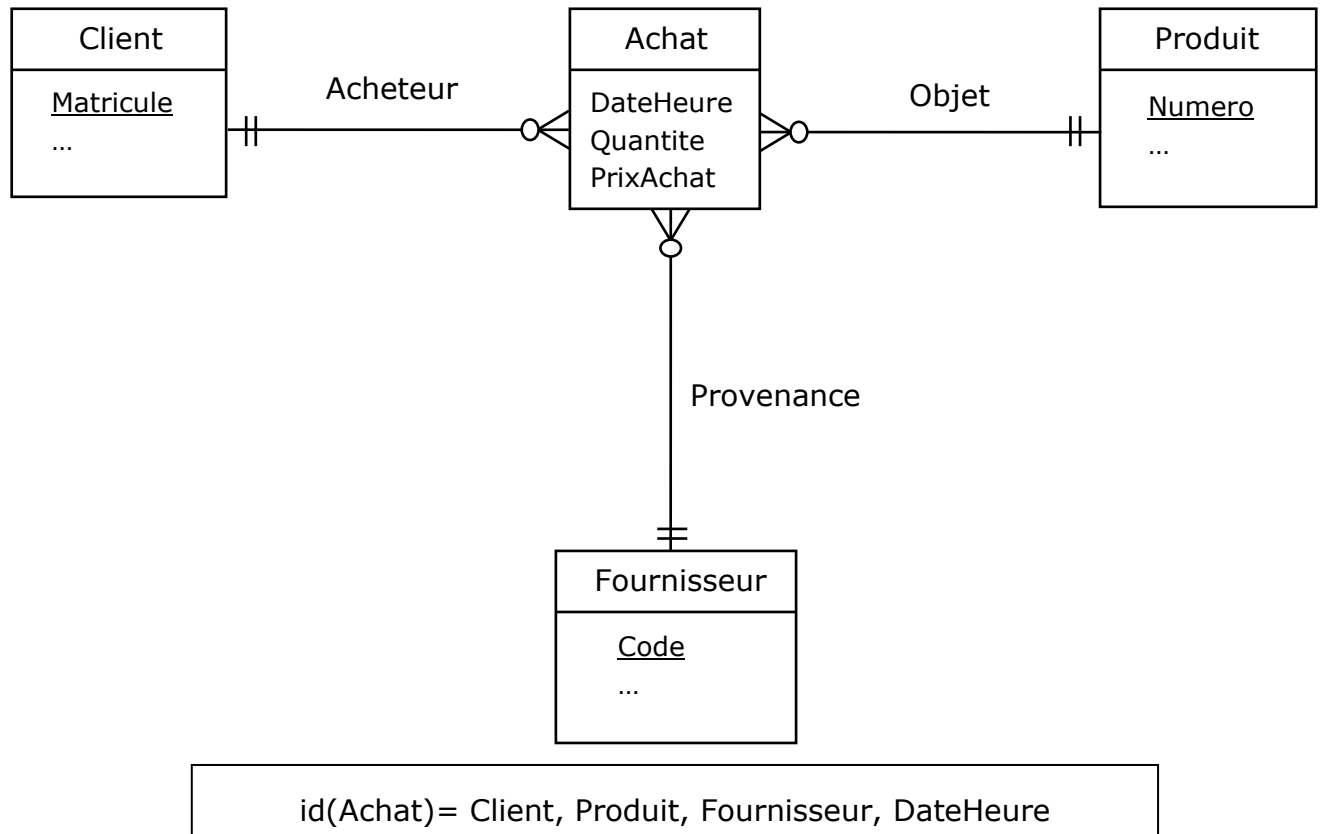 Client
Matricule
...
Acheteur
Achat
DateHeure
Quantite
PrixAchat
Objet
Produit
Numero
...
Provenance
Fournisseur
Code
...
id(Achat)= Client, Produit, Fournisseur, DateHeure